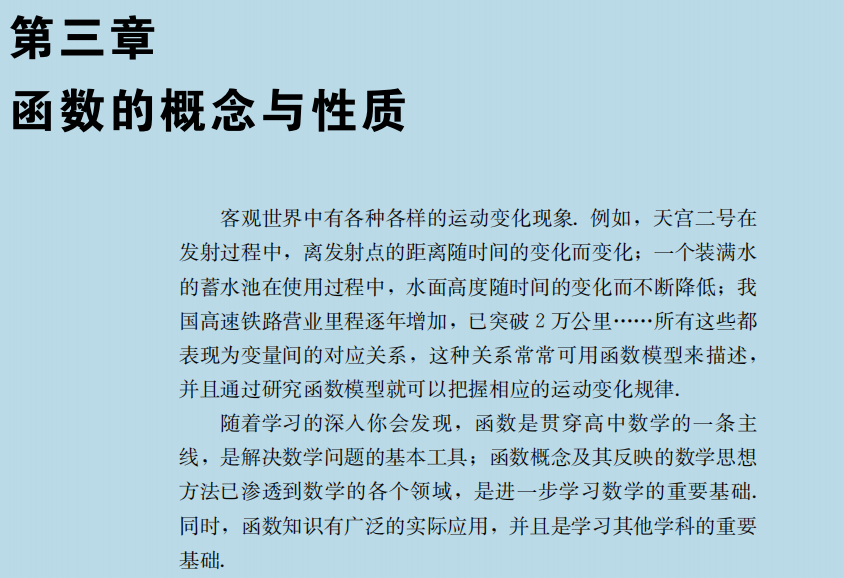 第三章
函数的概念与性质
客观世界中有各种各样的运动变化现象. 例如，天宫二号在
发射过程中，离发射点的距离随时间的变化而变化；一个装满水
的蓄水池在使用过程中，水面高度随时间的变化而不断降低；我
国高速铁路营业里程逐年增加，已突破 2 万公里……所有这些都
表现为变量间的对应关系，这种关系常常可用函数模型来描述，
并且通过研究函数模型就可以把握相应的运动变化规律.
随着学习的深入你会发现，函数是贯穿高中数学的一条主
线，是解决数学问题的基本工具；函数概念及其反映的数学思想
方法已渗透到数学的各个领域，是进一步学习数学的重要基础.
同时，函数知识有广泛的实际应用，并且是学习其他学科的重要
基础.